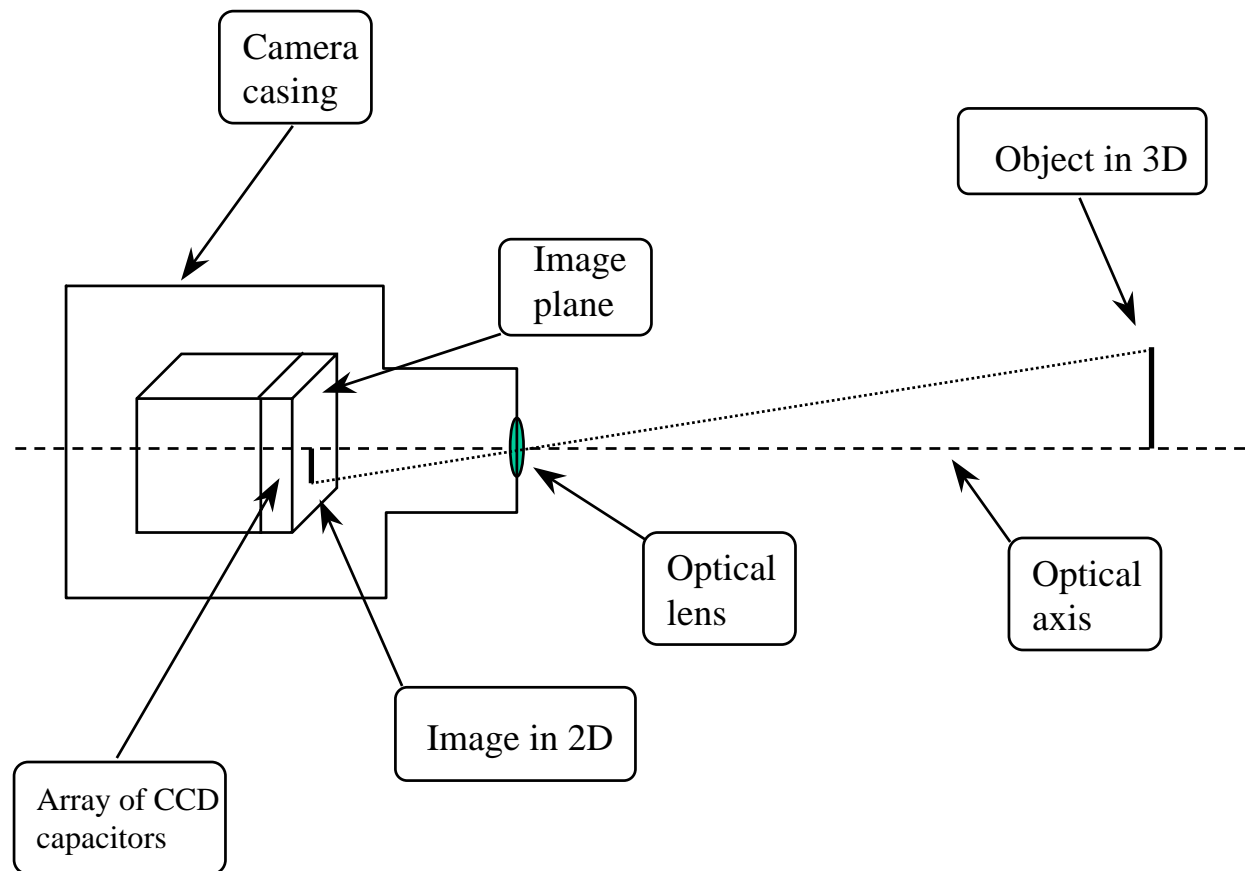 Camera
casing
Object in 3D
Image
plane
Optical
lens
Optical
axis
Image in 2D
Array of CCD
capacitors